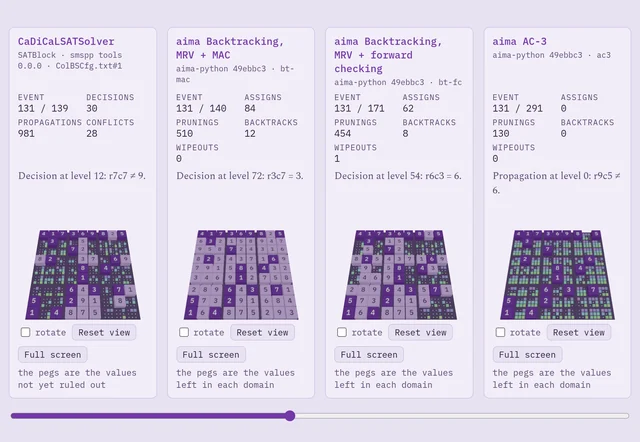 CaDiCaLSATSolver
SATBlock · smspp tools
0.0.0 · ColBSCfg.txt#1
EVENT DECISIONS
131 / 139 30
PROPAGATIONS CONFLICTS
981 28
Decision at level 12: r7c7 ≠ 9.
rotate Reset view
Full screen
the pegs are the values
not yet ruled out
aima Backtracking,
MRV + MAC
aima-python 49ebbc3 · bt-
mac
EVENT ASSIGNS
131 / 140 84
PRUNINGS BACKTRACKS
510 12
WIPEOUTS
0
Decision at level 72: r3c7 = 3.
rotate Reset view
Full screen
the pegs are the values
left in each domain
aima Backtracking,
MRV + forward
checking
aima-python 49ebbc3 · bt-fc
EVENT ASSIGNS
131 / 171 62
PRUNINGS BACKTRACKS
454 8
WIPEOUTS
1
Decision at level 54: r6c3 = 6.
rotate Reset view
Full screen
the pegs are the values
left in each domain
aima AC-3
aima-python 49ebbc3 · ac3
EVENT ASSIGNS
131 / 291 0
PRUNINGS BACKTRACKS
130 0
WIPEOUTS
0
Propagation at level 0: r9c5 ≠
6.
rotate Reset view
Full screen
the pegs are the values
left in each domain